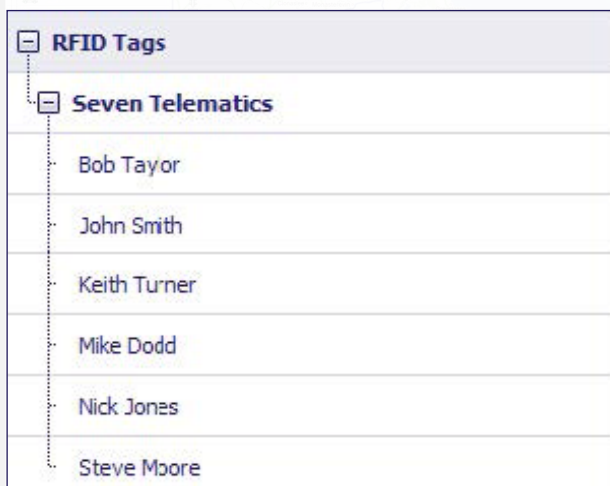 RFID Tags
Seven Telematics
Bob Tayor
John Smith
Keith Turner
Mike Dodd
Nick Jones
Steve Moore